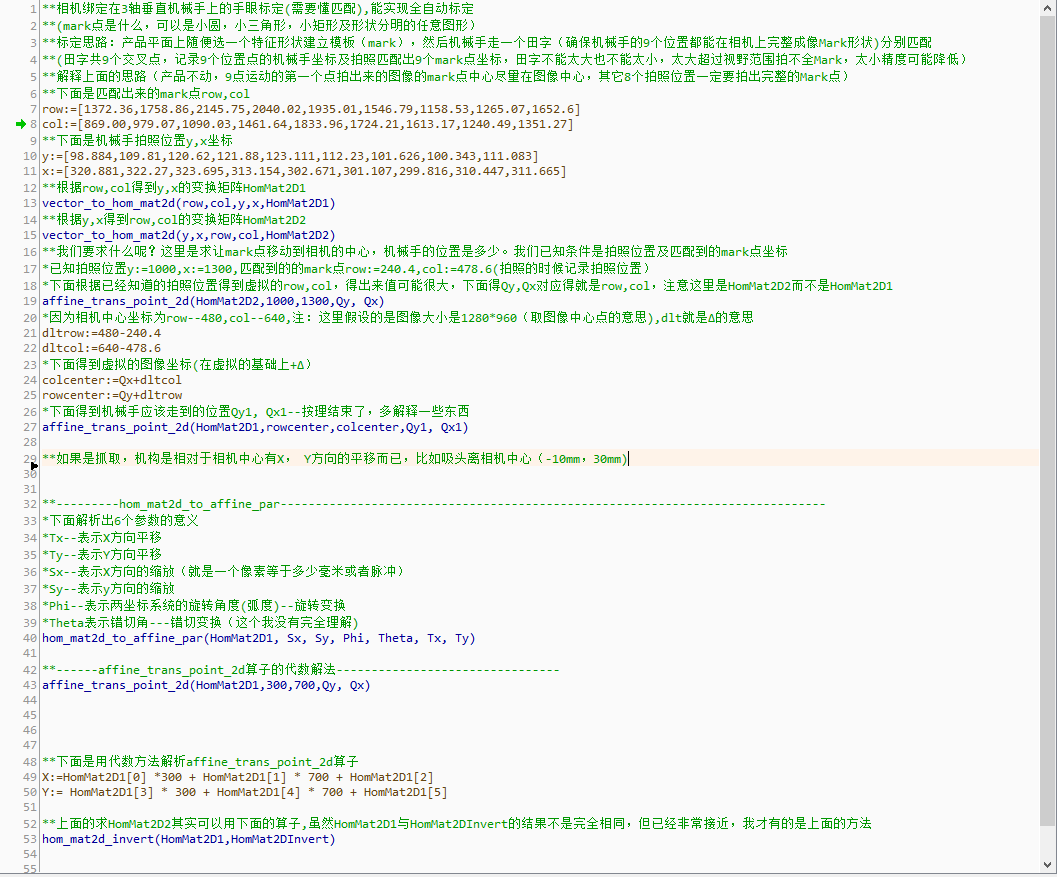 1 **相机绑定在3轴垂直机械手上的手眼标定(需要懂匹配),能实现全自动标定
2 **(mark点是什么，可以是小圆，小三角形，小矩形及形状分明的任意图形）
3 **标定思路: 产品平面上随便选一个特征形状建立模板（mark），然后机械手走一个田字（确保机械手的9个位置都能在相机上完整成像Mark形状)分别匹配
4 **(田字共9个交叉点，记录9个位置点的机械手坐标及拍照匹配出9个mark点坐标，田字不能太大也不能太小，太大超过视野范围拍不全Mark，太小精度可能降低）
5 **解释上面的思路（产品不动，9点运动的第一个点拍出来的图像的mark点中心尽里在图像中心，其它8个拍照位置一定要拍出完整的Mark点）
6 **下面是匹配出来的mark点row,col
7 row:=[1372.36,1758.86,2145.75,2040.02,1935.01,1546.79,1158.53,1265.07,1652.6]
8 col:=[869.00,979.07,1090.03,1461.64,1833.96,1724.21,1613.17,1240.49,1351.27]
9 **下面是机械手拍照位置y,x坐标
10 y:=[98.884,109.81,120.62,121.88,123.111,112.23,101.626,100.343,111.083]
11 x:=[320.881,322.27,323.695,313.154,302.671,301.107,299.816,310.447,311.665]
12 **根据row,col得到y,x的变换矩阵HomMat2D1
13 vector_to_hom_mat2d(row,col,y,x,HomMat2D1)
14 **根据y,x得到row,col的变换矩阵HomMat2D2
15 vector_to_hom_mat2d(y,x,row,col,HomMat2D2)
16 **我们要求什么呢？这里是求让mark点移动到相机的中心，机械手的位置是多少。我们已知条件是拍照位置及匹配到的mark点坐标
17 *已知拍照位置y:=1000,x:=1300,匹配到的的mark点row:=240.4,col:=478.6(拍照的时候记录拍照位置）
18 *下面根据已经知道的拍照位置得到虚拟的row,col，得出来值可能很大，下面得Qy,Qx对应得就是row,col，注意这里是HomMat2D2而不是HomMat2D1
19 affine_trans_point_2d(HomMat2D2,1000,1300,Qy, Qx)
20 *因为相机中心坐标为row--480,col--640,注: 这里假设的是图像大小是1280*960（取图像中心点的意思),dlt就是Δ的意思
21 dltrow:=480-240.4
22 dltcol:=640-478.6
23 *下面得到虚拟的图像坐标(在虚拟的基础上+Δ）
24 colcenter:=Qx+dltcol
25 rowcenter:=Qy+dltrow
26 *下面得到机械手应该走到的位置Qy1, Qx1--按理结束了，多解释一些东西
27 affine_trans_point_2d(HomMat2D1,rowcenter,colcenter,Qy1, Qx1)
28
29 **如果是抓取，机构是相对于相机中心有X， Y方向的平移而已，比如吸头离相机中心（-10mm，30mm)
30
31
32 **---------hom_mat2d_to_affine_par------------------------------------------------------------------------------
33 *下面解析出6个参数的意义
34 *Tx--表示X方向平移
35 *Ty--表示Y方向平移
36 *Sx--表示X方向的缩放（就是一个像素等于多少毫米或者脉冲）
37 *Sy--表示y方向的缩放
38 *Phi--表示两坐标系统的旋转角度(弧度)--旋转变换
39 *Theta表示错切角---错切变换（这个我没有完全理解)
40 hom_mat2d_to_affine_par(HomMat2D1, Sx, Sy, Phi, Theta, Tx, Ty)
41
42 **------affine_trans_point_2d算子的代数解法--------------------------------
43 affine_trans_point_2d(HomMat2D1,300,700,Qy, Qx)
44
45
46
47
48 **下面是用代数方法解析affine_trans_point_2d算子
49 X:=HomMat2D1[0] *300 + HomMat2D1[1] * 700 + HomMat2D1[2]
50 Y:= HomMat2D1[3] * 300 + HomMat2D1[4] * 700 + HomMat2D1[5]
51
52 **上面的求HomMat2D2其实可以用下面的算子,虽然HomMat2D1与HomMat2DInvert的结果不是完全相同，但已经非常接近，我才有的是上面的方法
53 hom_mat2d_invert(HomMat2D1,HomMat2DInvert)
54
55